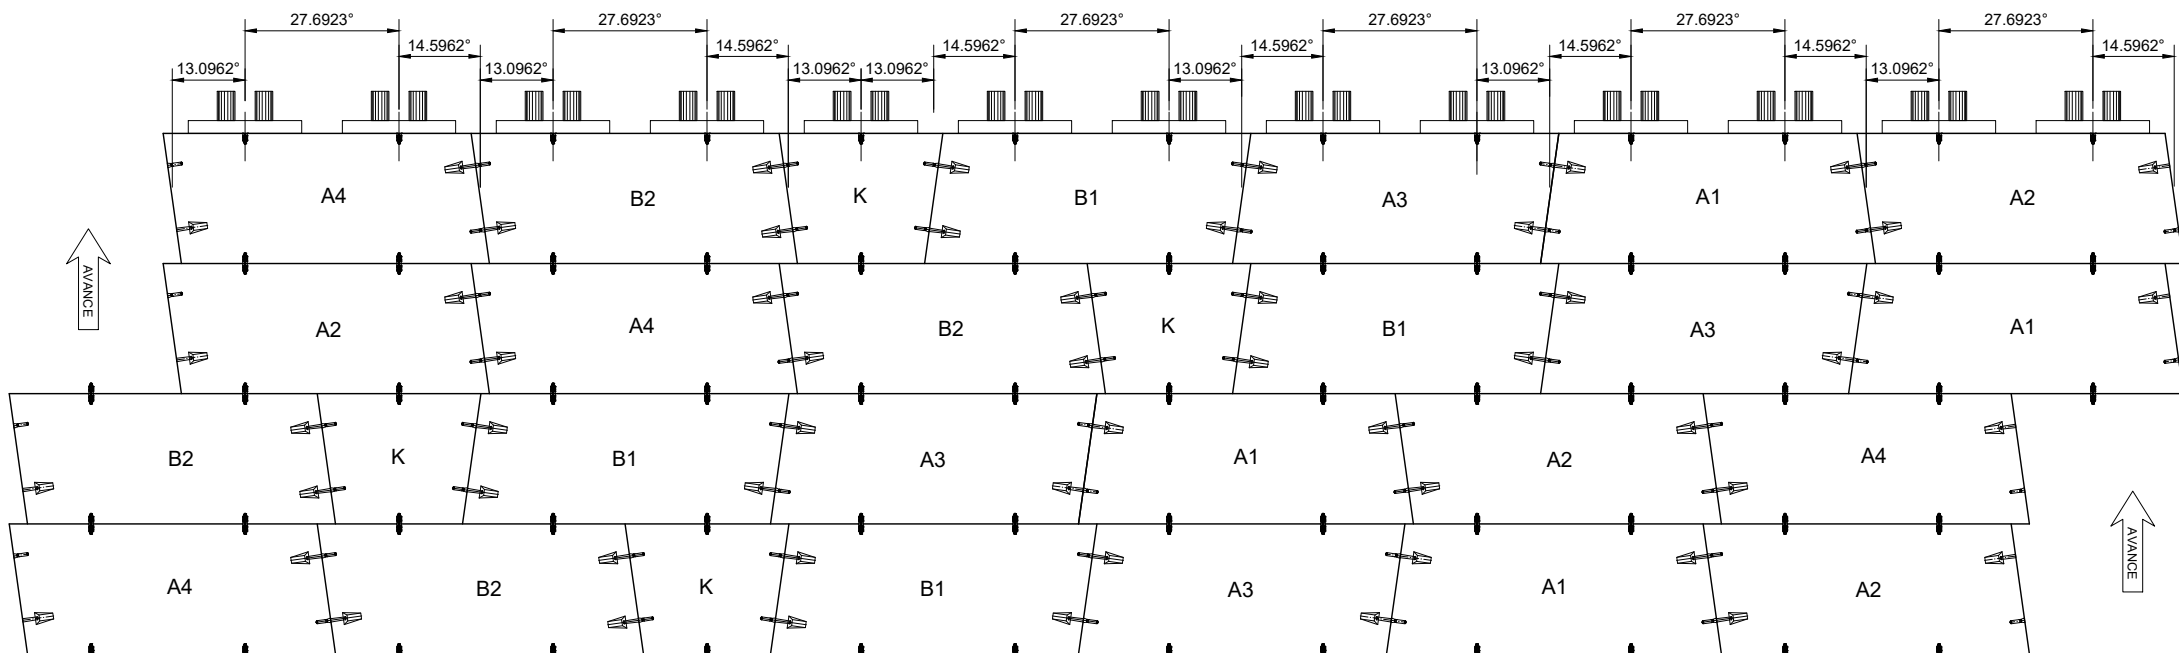 27.6923° 27.6923° 27.6923° 27.6923° 27.6923° 27.6923°
14.5962° 14.5962° 14.5962° 14.5962° 14.5962° 14.5962° 14.5962°
13.0962° 13.0962° 13.0962° 13.0962° 13.0962° 13.0962° 13.0962°
A4 B2 K B1 A3 A1 A2
AVANCE
A2 A4 B2 K B1 A3 A1
B2 K B1 A3 A1 A2 A4
AVANCE
A4 B2 K B1 A3 A1 A2